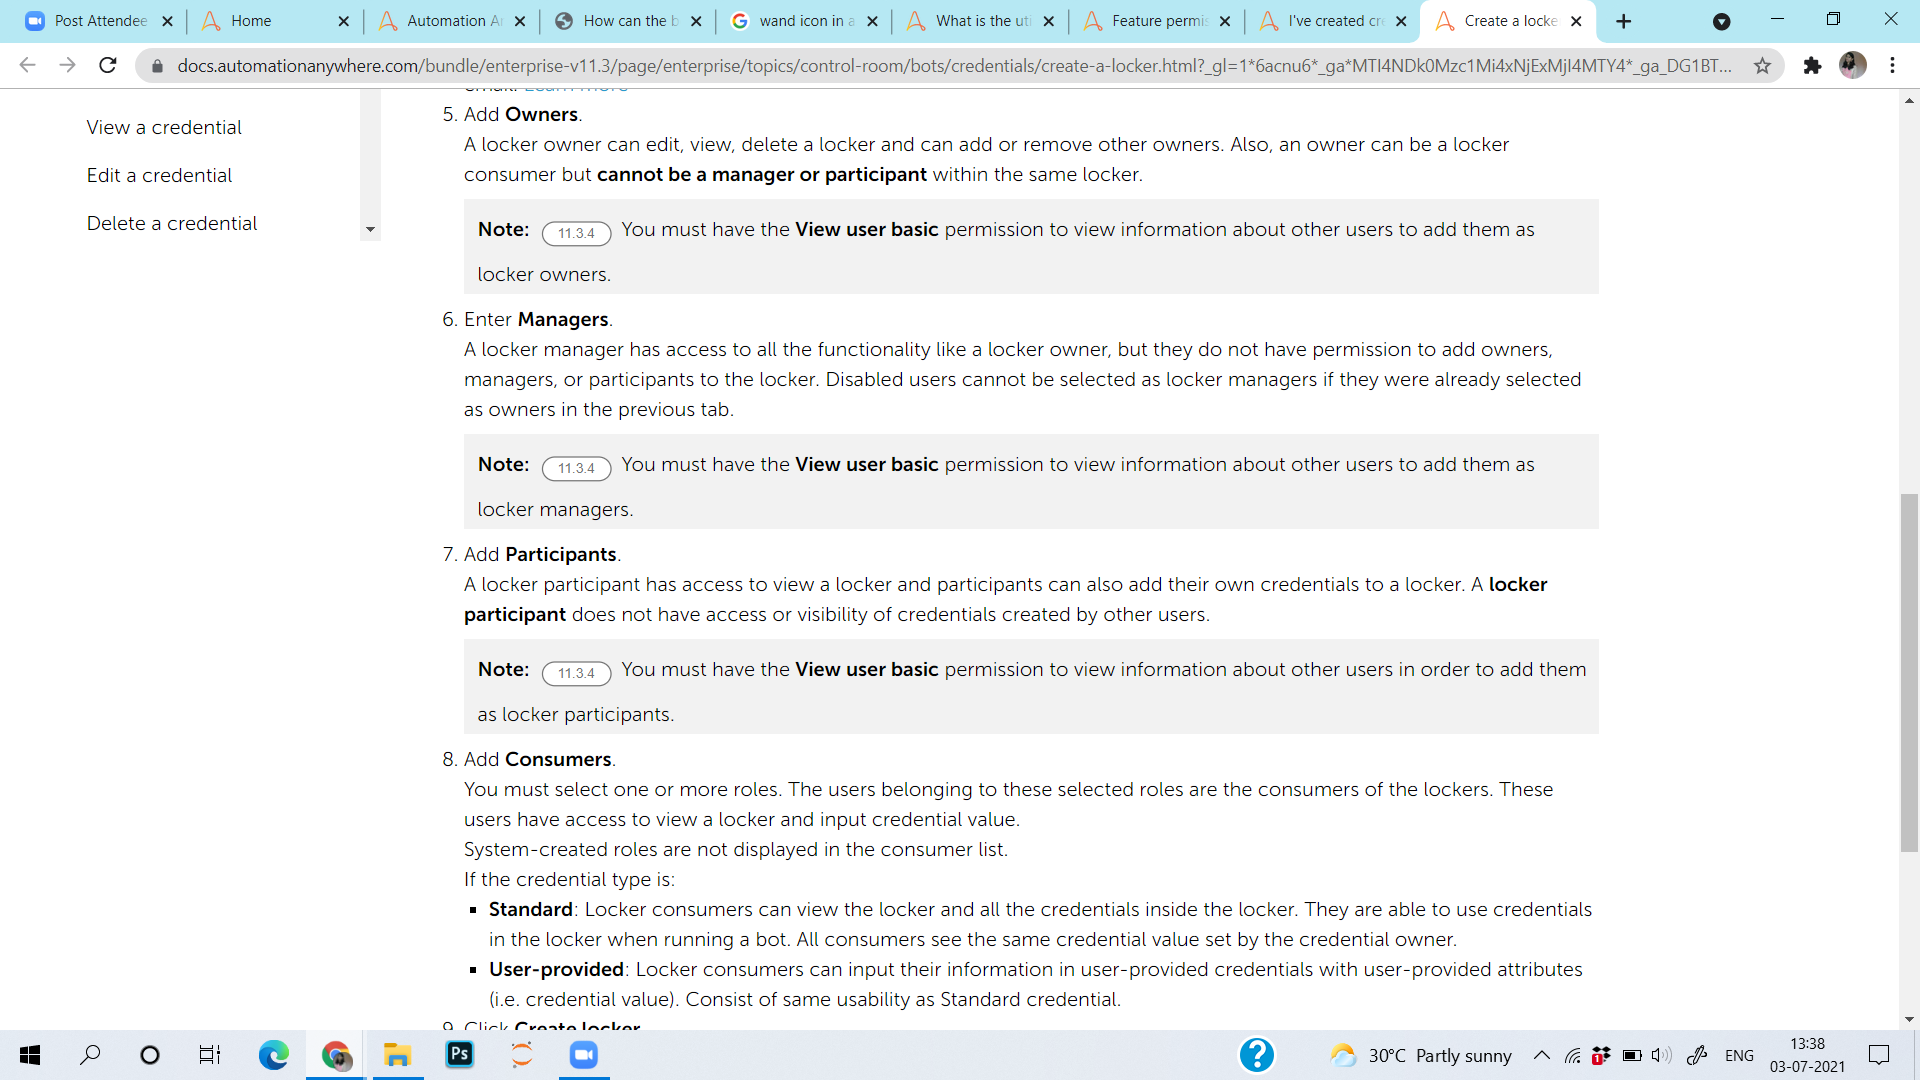 Post Attendee
Home
Automation A
How can the b
wand icon in a
What is the uti
Feature permis
I've created cr
Create a locke
docs.automationanywhere.com/bundle/enterprise-v11.3/page/enterprise/topics/control-room/bots/credentials/create-a-locker.html?_gl=1*6acnu6*_ga*MTI4NDk0Mzc1Mi4xNjExMjI4MTY4*_ga_DG1BT...
View a credential
Edit a credential
Delete a credential
email. Learn more
5. Add Owners.
A locker owner can edit, view, delete a locker and can add or remove other owners. Also, an owner can be a locker
consumer but cannot be a manager or participant within the same locker.
Note: 11.3.4 You must have the View user basic permission to view information about other users to add them as
locker owners.
6. Enter Managers.
A locker manager has access to all the functionality like a locker owner, but they do not have permission to add owners,
managers, or participants to the locker. Disabled users cannot be selected as locker managers if they were already selected
as owners in the previous tab.
Note: 11.3.4 You must have the View user basic permission to view information about other users to add them as
locker managers.
7. Add Participants.
A locker participant has access to view a locker and participants can also add their own credentials to a locker. A locker
participant does not have access or visibility of credentials created by other users.
Note: 11.3.4 You must have the View user basic permission to view information about other users in order to add them
as locker participants.
8. Add Consumers.
You must select one or more roles. The users belonging to these selected roles are the consumers of the lockers. These
users have access to view a locker and input credential value.
System-created roles are not displayed in the consumer list.
If the credential type is:
▪ Standard: Locker consumers can view the locker and all the credentials inside the locker. They are able to use credentials
in the locker when running a bot. All consumers see the same credential value set by the credential owner.
▪ User-provided: Locker consumers can input their information in user-provided credentials with user-provided attributes
(i.e. credential value). Consist of same usability as Standard credential.
9. Click Create locker
Ps
30°C Partly sunny
1
ENG
13:38
03-07-2021